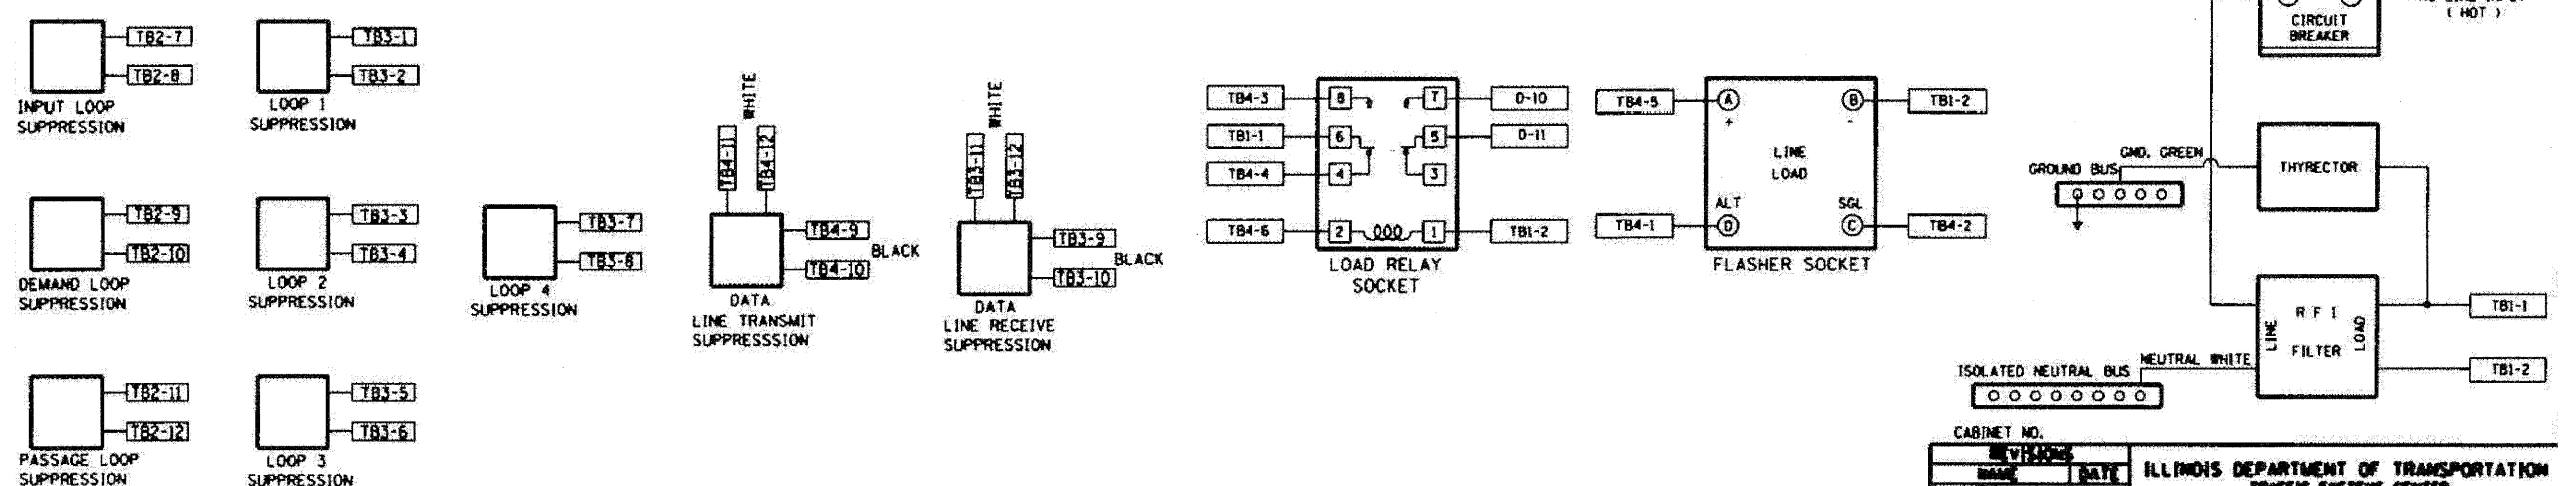 TB2-7
TB2-8
INPUT LOOP
SUPPRESSION
TB3-1
TB3-2
LOOP 1
SUPPRESSION
TB2-9
TB2-10
DEMAND LOOP
SUPPRESSION
TB3-3
TB3-4
LOOP 2
SUPPRESSION
TB2-11
TB2-12
PASSAGE LOOP
SUPPRESSION
TB3-5
TB3-6
LOOP 3
SUPPRESSION
TB3-7
TB3-8
LOOP 4
SUPPRESSION
WHITE
TB4-11
TB4-12
TB4-9
TB4-10
BLACK
DATA
LINE TRANSMIT
SUPPRESSSION
WHITE
TB3-11
TB3-12
TB3-9
TB3-10
BLACK
DATA
LINE RECEIVE
SUPPRESSION
TB4-3
8
7
D-10
TB1-1
6
5
D-11
TB4-4
4
3
TB4-6
2
1
TB1-2
LOAD RELAY
SOCKET
TB4-5
A
+
B
-
TB1-2
LINE
LOAD
ALT
SGL
TB4-1
D
C
TB4-2
FLASHER SOCKET
CIRCUIT
BREAKER
( HOT )
GND. GREEN
GROUND BUS
THYRECTOR
LINE
R F I
FILTER
LOAD
TB1-1
TB1-2
NEUTRAL WHITE
ISOLATED NEUTRAL BUS
CABINET NO.
REVISIONS
NAME
DATE
ILLINOIS DEPARTMENT OF TRANSPORTATION